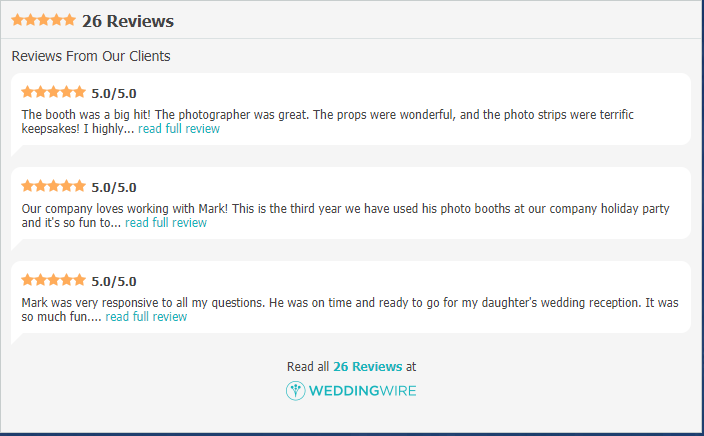 26 Reviews
Reviews From Our Clients
5.0/5.0
The booth was a big hit! The photographer was great. The props were wonderful, and the photo strips were terrific
keepsakes! I highly... read full review
5.0/5.0
Our company loves working with Mark! This is the third year we have used his photo booths at our company holiday party
and it's so fun to... read full review
5.0/5.0
Mark was very responsive to all my questions. He was on time and ready to go for my daughter's wedding reception. It was
so much fun.... read full review
Read all 26 Reviews at
WEDDINGWIRE